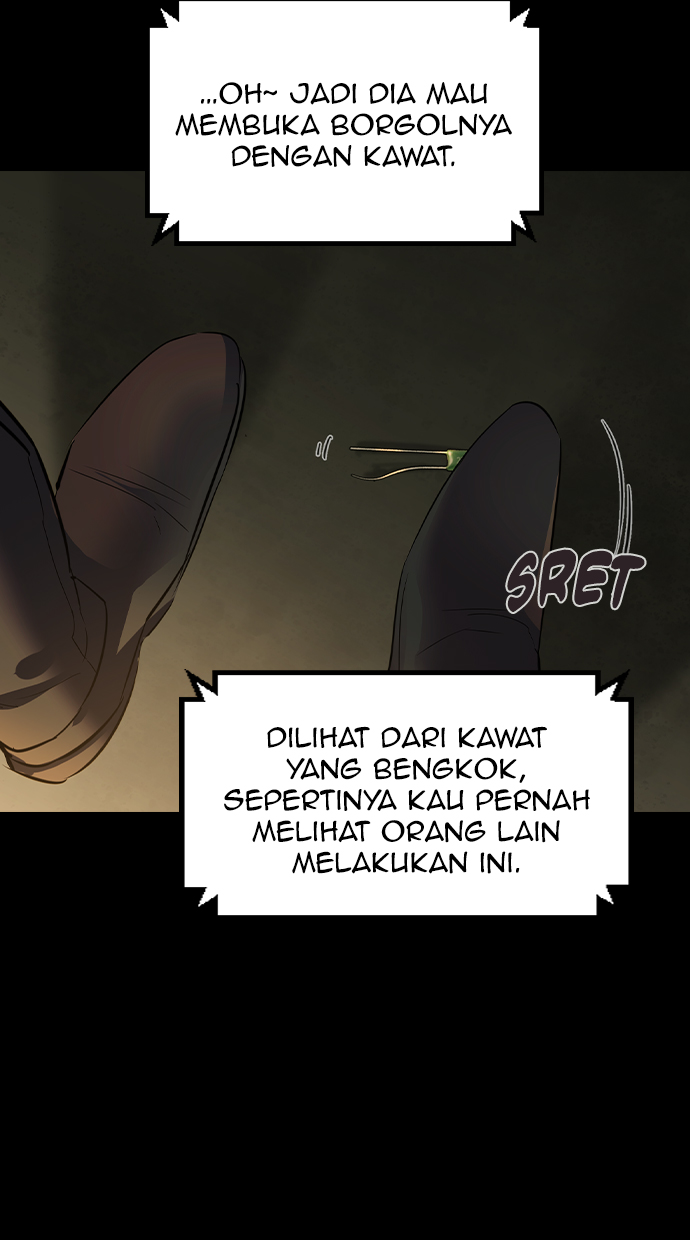 ...OH~ JADI DIA MAU
MEMBUKA BORGOLNYA
DENGAN KAWAT.
SRET
DILIHAT DARI KAWAT
YANG BENGKOK,
SEPERTINYA KAU PERNAH
MELIHAT ORANG LAIN
MELAKUKAN INI.